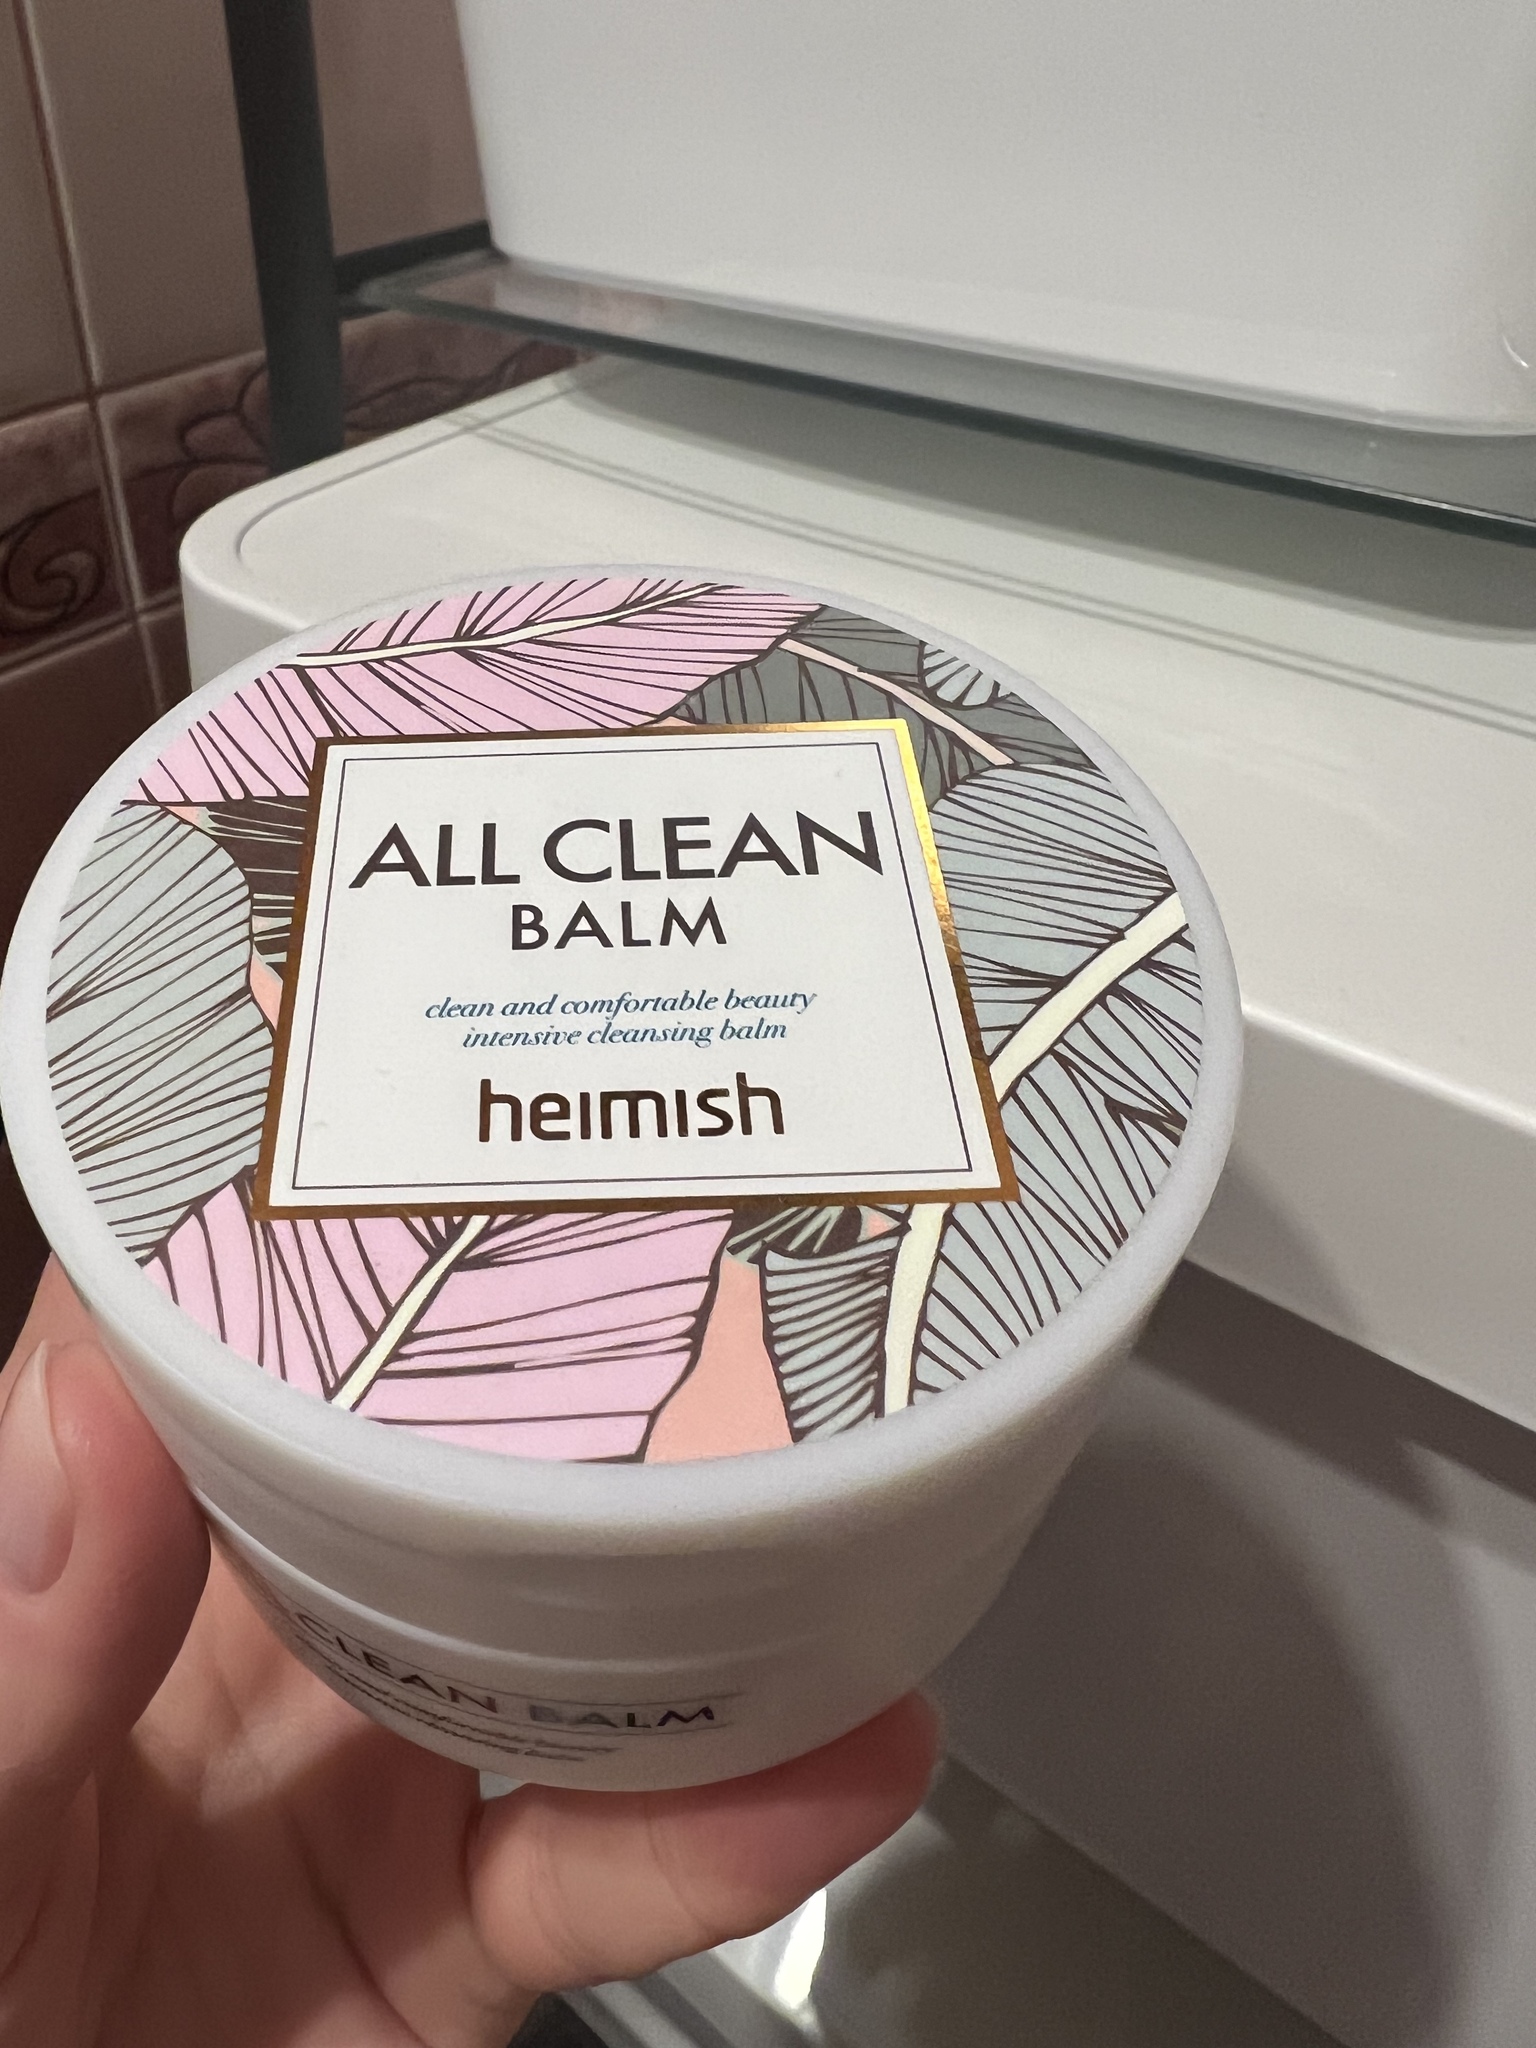 ALL CLEAN
BALM
clean and comfortable beauty
intensive cleansing balm
heimish
CLEAN BALM